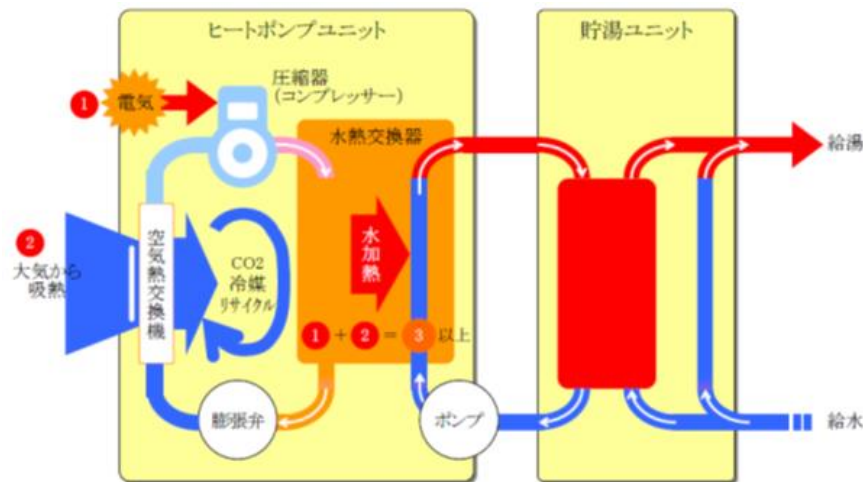 ヒートポンプユニット
貯湯ユニット
1
電気
圧縮器
(コンプレッサー)
水熱交換器
給湯
2
大気から
吸熱
空気熱交換機
CO2
冷媒
リサイクル
水加熱
1 + 2 = 3 以上
膨張弁
ポンプ
給水